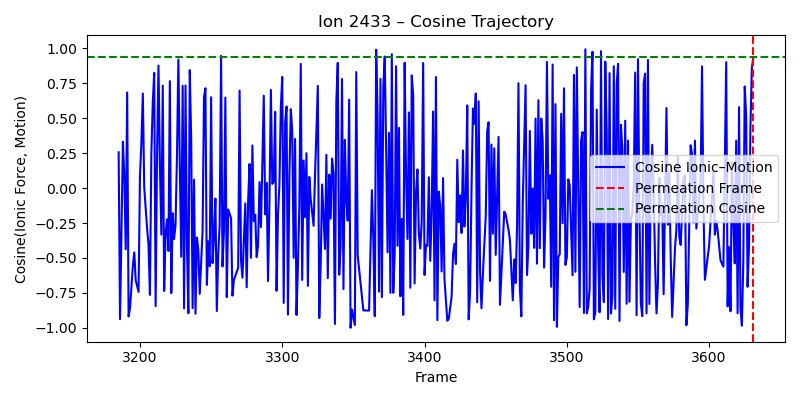 Ion 2433 – Cosine Trajectory
1.00
0.75
0.50
0.25
0.00
−0.25
−0.50
−0.75
−1.00
Cosine(Ionic Force, Motion)
Cosine Ionic–Motion
Permeation Frame
Permeation Cosine
3200 3300 3400 3500 3600
Frame